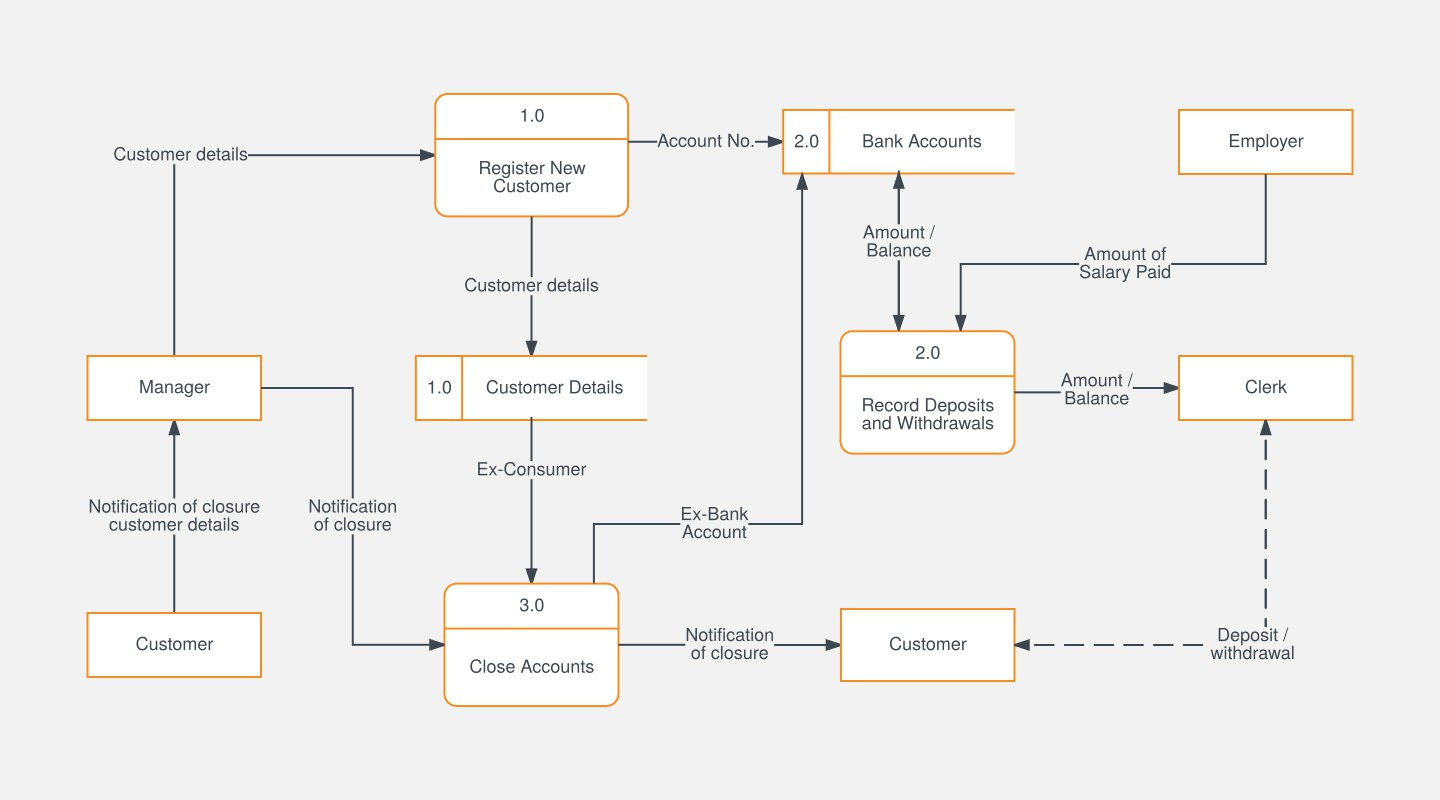 1.0
Register New
Customer
Customer details
Account No.
2.0
Bank Accounts
Employer
Amount /
Balance
Amount of
Salary Paid
Customer details
Manager
1.0
Customer Details
2.0
Record Deposits
and Withdrawals
Amount /
Balance
Clerk
Ex-Consumer
Notification of closure
customer details
Notification
of closure
Ex-Bank
Account
3.0
Close Accounts
Customer
Notification
of closure
Customer
Deposit /
withdrawal